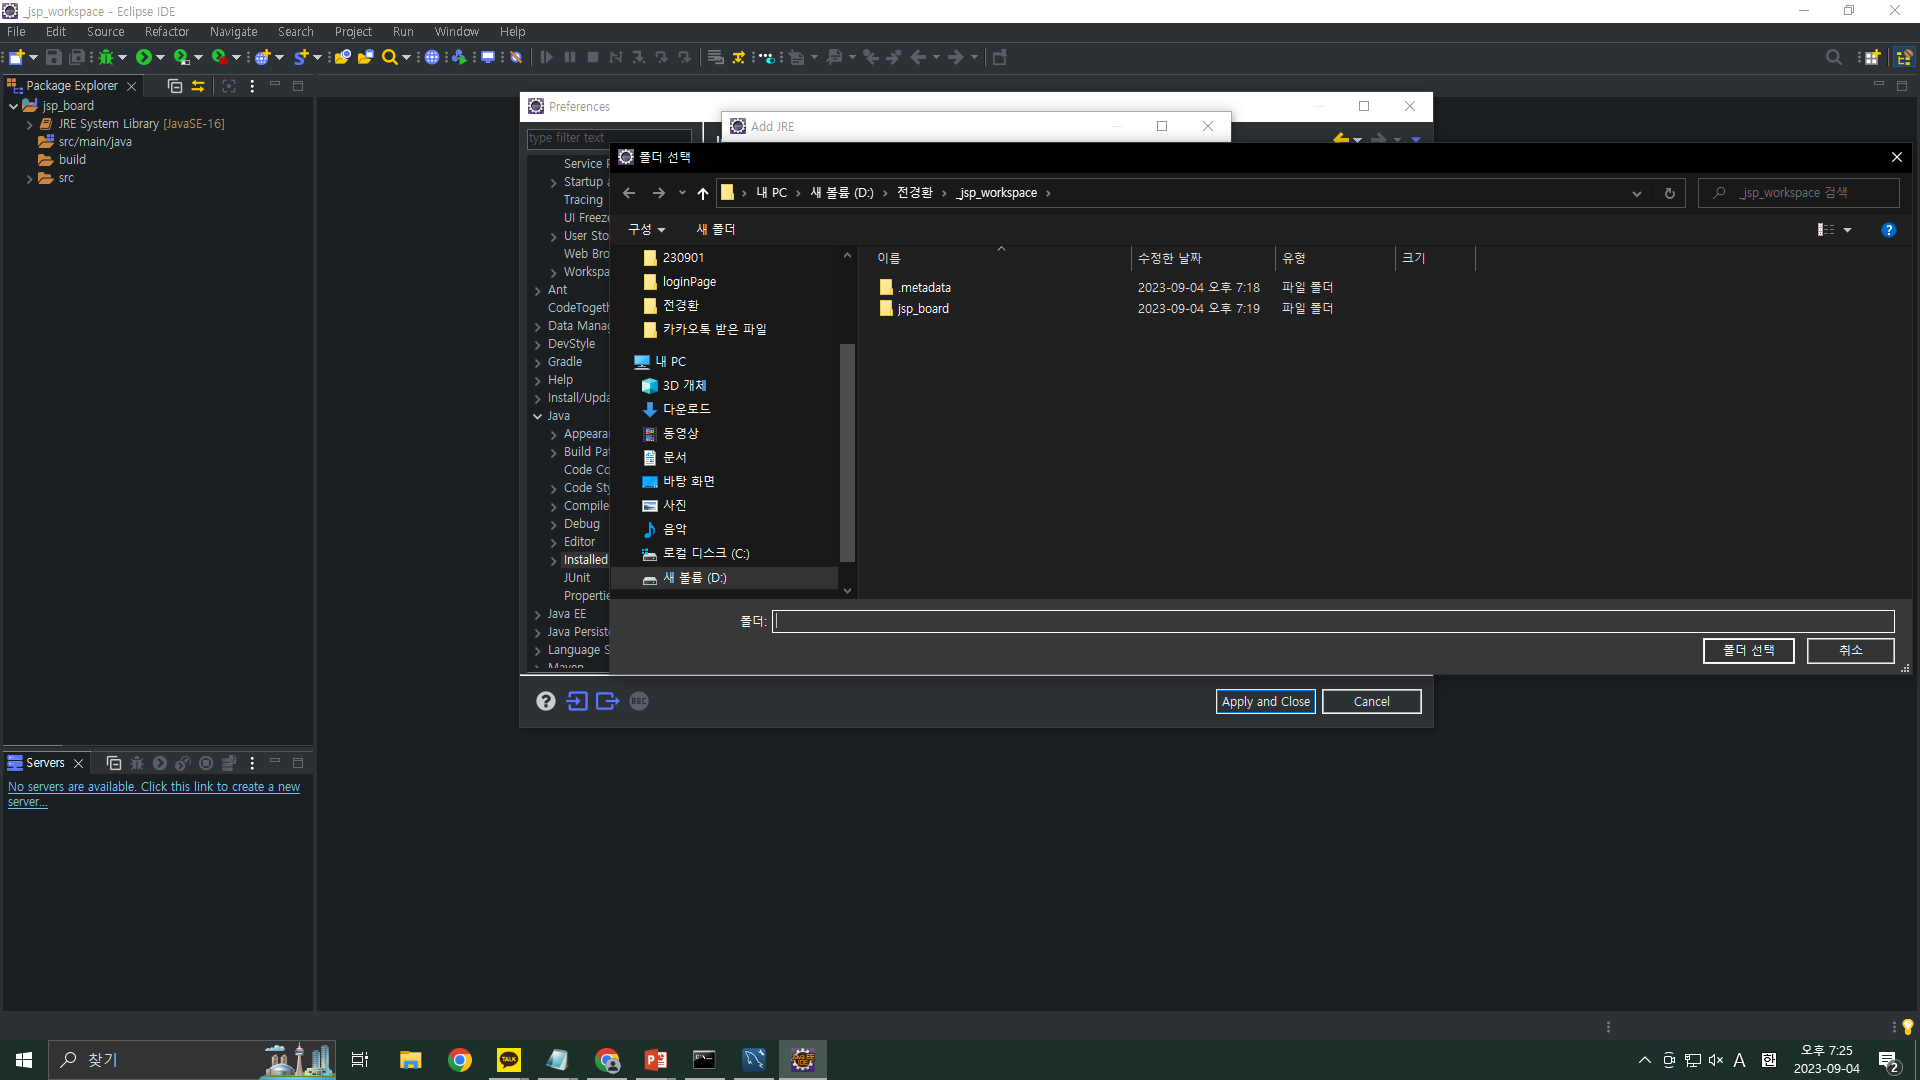 _jsp_workspace - Eclipse IDE
File Edit Source Refactor Navigate Search Project Run Window Help
Package Explorer
jsp_board
JRE System Library [JavaSE-16]
src/main/java
build
src
Preferences
type filter text
Add JRE
Service
Startup
Tracing
UI Freeze
User Sto
Web Bro
Workspa
Ant
CodeTogeth
Data Manag
DevStyle
Gradle
Help
Install/Upda
Java
Appeara
Build Pat
Code Co
Code Sty
Compile
Debug
Editor
Installed
JUnit
Propertie
Java EE
Java Persist
Language S
Maven
폴더 선택
내 PC 새 볼륨 (D:) 전경환 _jsp_workspace
_jsp_workspace 검색
구성 새 폴더
230901
loginPage
전경환
카카오톡 받은 파일
내 PC
3D 개체
다운로드
동영상
문서
바탕 화면
사진
음악
로컬 디스크 (C:)
새 볼륨 (D:)
이름 수정한 날짜 유형 크기
.metadata 2023-09-04 오후 7:18 파일 폴더
jsp_board 2023-09-04 오후 7:19 파일 폴더
폴더:
폴더 선택 취소
REC
Apply and Close Cancel
Servers
No servers are available. Click this link to create a new
server...
찾기
TALK
A
오후 7:25
2023-09-04
2